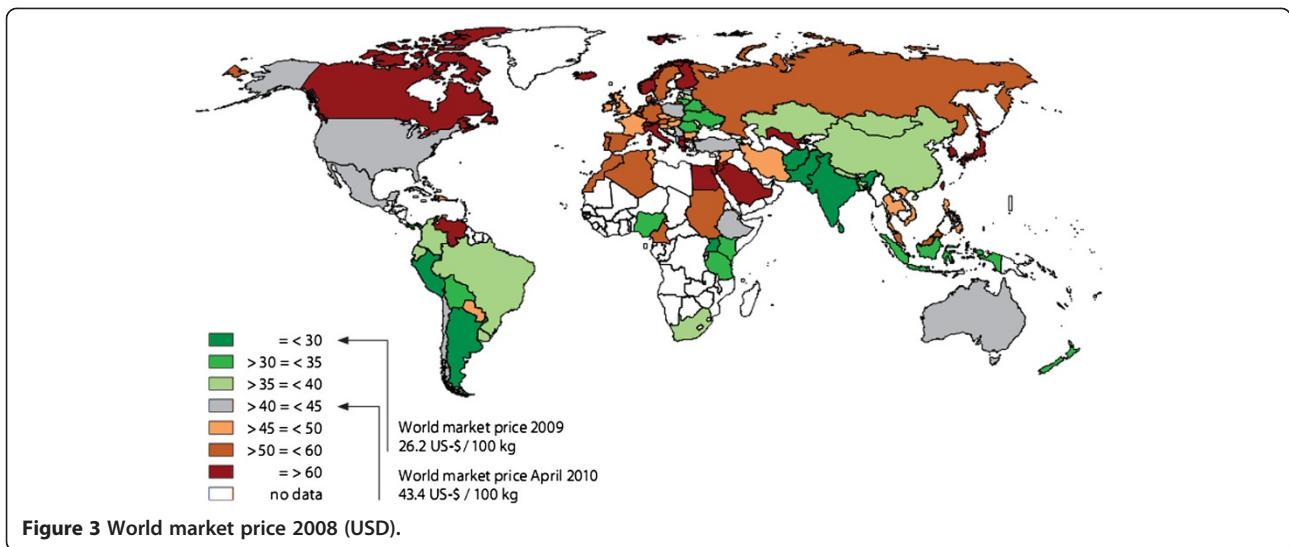 = < 30
> 30 = < 35
> 35 = < 40
> 40 = < 45
> 45 = < 50
> 50 = < 60
= > 60
no data
World market price 2009
26.2 US-$ / 100 kg
World market price April 2010
43.4 US-$ / 100 kg
Figure 3 World market price 2008 (USD).